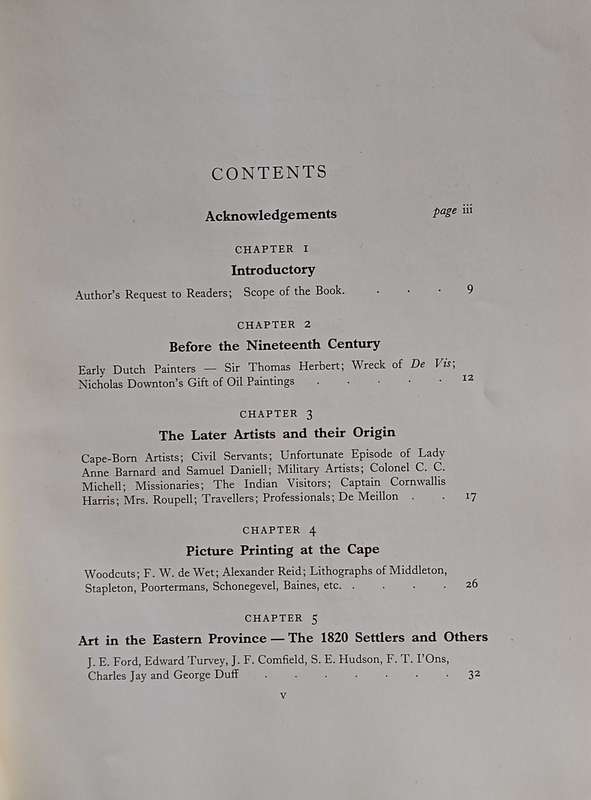 CONTENTS
Acknowledgements page iii
CHAPTER 1
Introductory
Author's Request to Readers; Scope of the Book. . . . 9
CHAPTER 2
Before the Nineteenth Century
Early Dutch Painters — Sir Thomas Herbert; Wreck of De Vis;
Nicholas Downton's Gift of Oil Paintings . . . . . 12
CHAPTER 3
The Later Artists and their Origin
Cape-Born Artists; Civil Servants; Unfortunate Episode of Lady
Anne Barnard and Samuel Daniell; Military Artists; Colonel C. C.
Michell; Missionaries; The Indian Visitors; Captain Cornwallis
Harris; Mrs. Roupell; Travellers; Professionals; De Meillon . . 17
CHAPTER 4
Picture Printing at the Cape
Woodcuts; F. W. de Wet; Alexander Reid; Lithographs of Middleton,
Stapleton, Poortermans, Schonegevel, Baines, etc. . . . . 26
CHAPTER 5
Art in the Eastern Province — The 1820 Settlers and Others
J. E. Ford, Edward Turvey, J. F. Comfield, S. E. Hudson, F. T. I'Ons,
Charles Jay and George Duff . . . . . . . 32
v